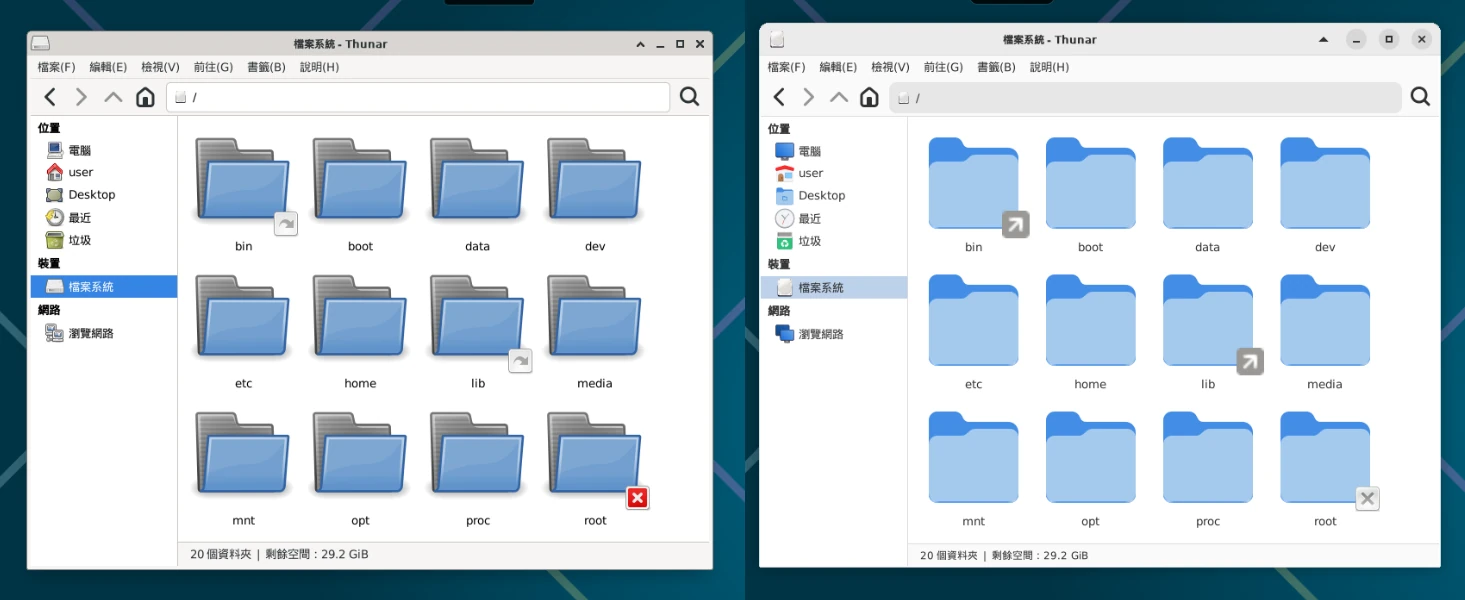 檔案系統 - Thunar
檔案(F) 編輯(E) 檢視(V) 前往(G) 書籤(B) 說明(H)
/
位置
電腦
user
Desktop
最近
垃圾
裝置
檔案系統
網路
瀏覽網路
bin boot data dev
etc home lib media
mnt opt proc root
20 個資料夾 | 剩餘空間：29.2 GiB
檔案系統 - Thunar
檔案(F) 編輯(E) 檢視(V) 前往(G) 書籤(B) 說明(H)
/
位置
電腦
user
Desktop
最近
垃圾
裝置
檔案系統
網路
瀏覽網路
bin boot data dev
etc home lib media
mnt opt proc root
20 個資料夾 | 剩餘空間：29.2 GiB